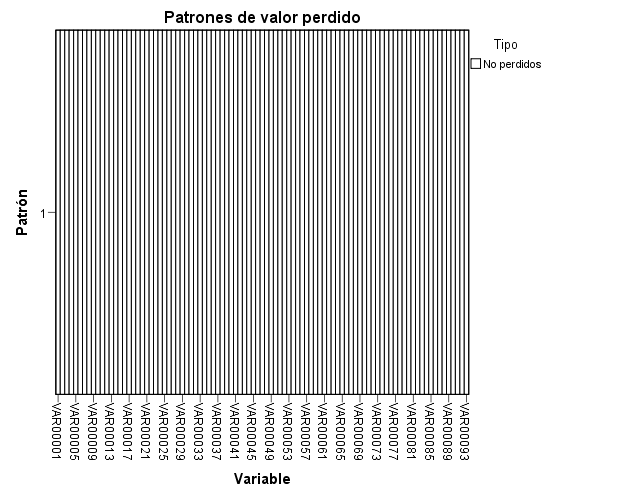 Patrones de valor perdido
Tipo
No perdidos
Patrón
1
VAR00001
VAR00005
VAR00009
VAR00013
VAR00017
VAR00021
VAR00025
VAR00029
VAR00033
VAR00037
VAR00041
VAR00045
VAR00049
VAR00053
VAR00057
VAR00061
VAR00065
VAR00069
VAR00073
VAR00077
VAR00081
VAR00085
VAR00089
VAR00093
Variable